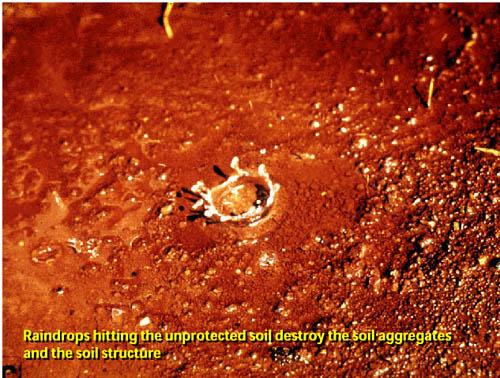 Raindrops hitting the unprotected soil destroy the soil aggregates
and the soil structure